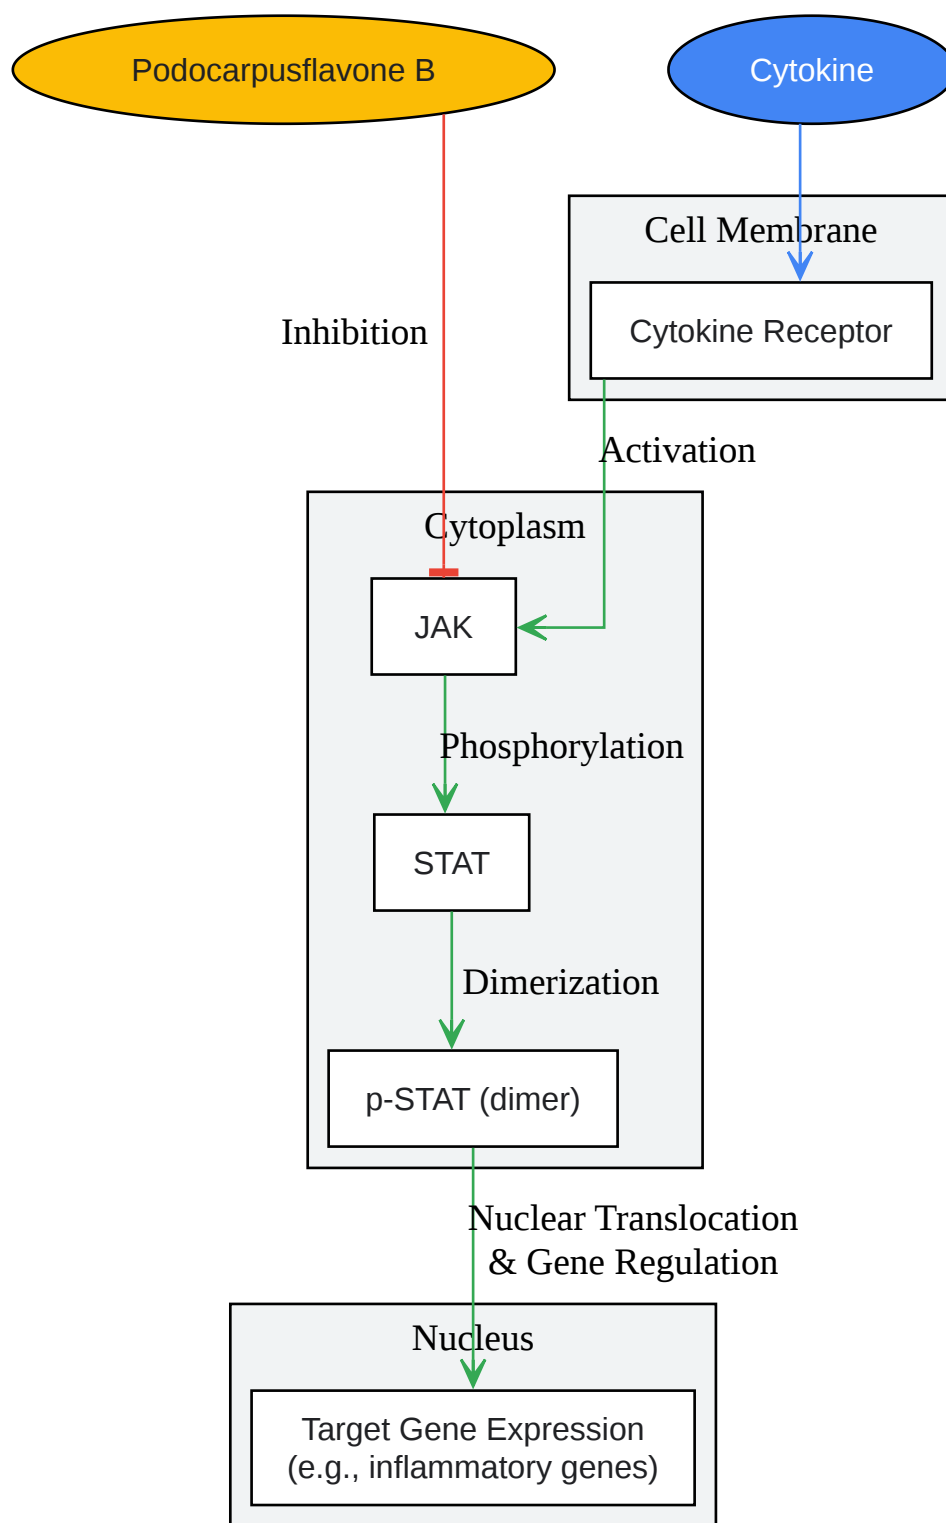 Podocarpusflavone B
Cytokine
Cell Membrane
Cytokine Receptor
Inhibition
Activation
Cytoplasm
JAK
Phosphorylation
STAT
Dimerization
p-STAT (dimer)
Nuclear Translocation
& Gene Regulation
Nucleus
Target Gene Expression
(e.g., inflammatory genes)